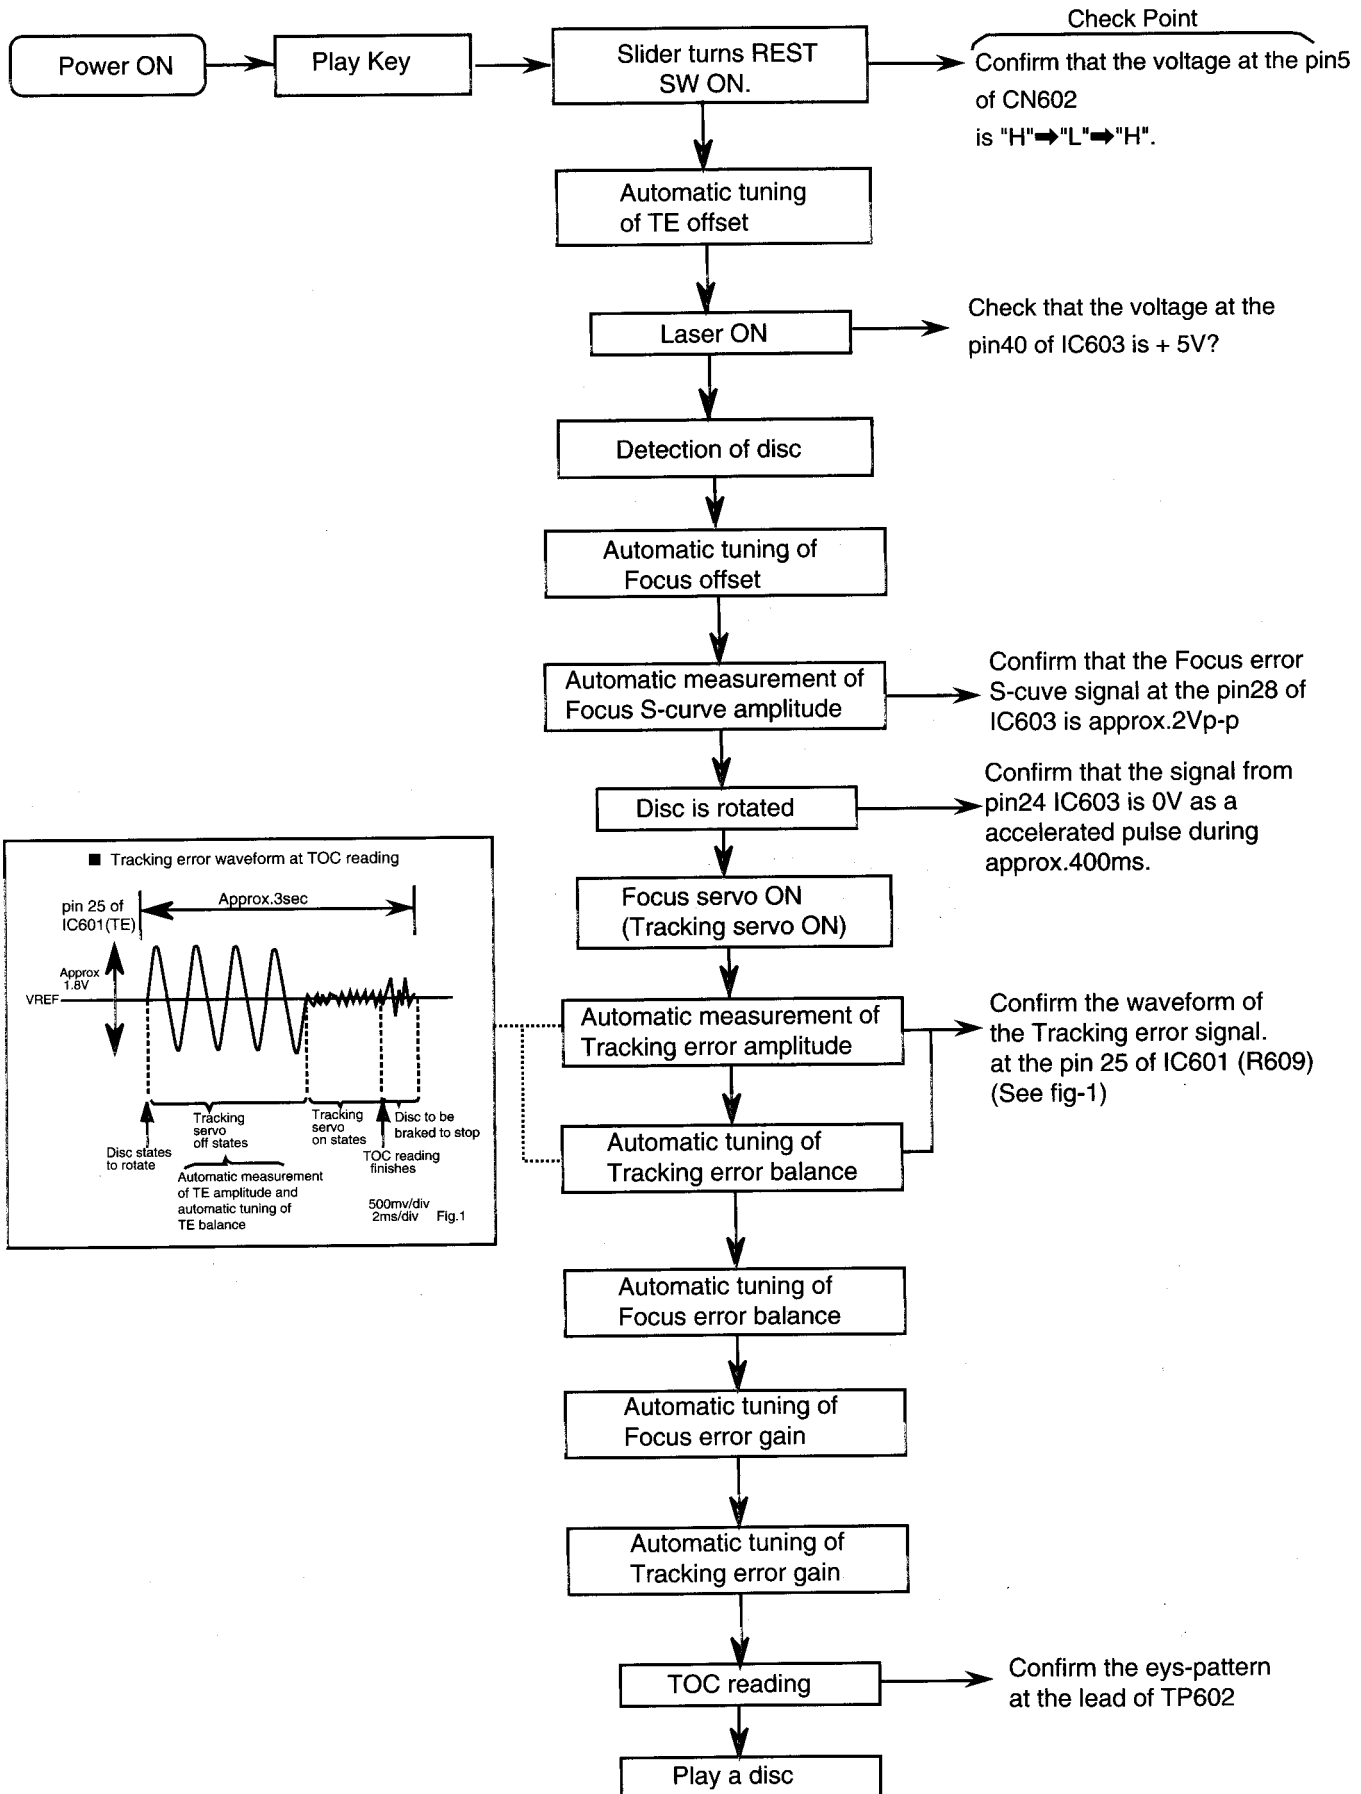 Check Point
Power ON
Play Key
Slider turns REST
SW ON.
Confirm that the voltage at the pin5
of CN602
is "H"➡"L"➡"H".
Automatic tuning
of TE offset
Laser ON
Check that the voltage at the
pin40 of IC603 is + 5V?
Detection of disc
Automatic tuning of
Focus offset
Automatic measurement of
Focus S-curve amplitude
Confirm that the Focus error
S-cuve signal at the pin28 of
IC603 is approx.2Vp-p
Disc is rotated
Confirm that the signal from
pin24 IC603 is 0V as a
accelerated pulse during
approx.400ms.
Focus servo ON
(Tracking servo ON)
■ Tracking error waveform at TOC reading
pin 25 of
IC601(TE)
Approx.3sec
Approx
1.8V
VREF
Disc states
to rotate
Tracking
servo
off states
Tracking
servo
on states
Disc to be
braked to stop
TOC reading
finishes
Automatic measurement
of TE amplitude and
automatic tuning of
TE balance
500mv/div
2ms/div
Fig.1
Automatic measurement of
Tracking error amplitude
Confirm the waveform of
the Tracking error signal.
at the pin 25 of IC601 (R609)
(See fig-1)
Automatic tuning of
Tracking error balance
Automatic tuning of
Focus error balance
Automatic tuning of
Focus error gain
Automatic tuning of
Tracking error gain
TOC reading
Confirm the eys-pattern
at the lead of TP602
Play a disc